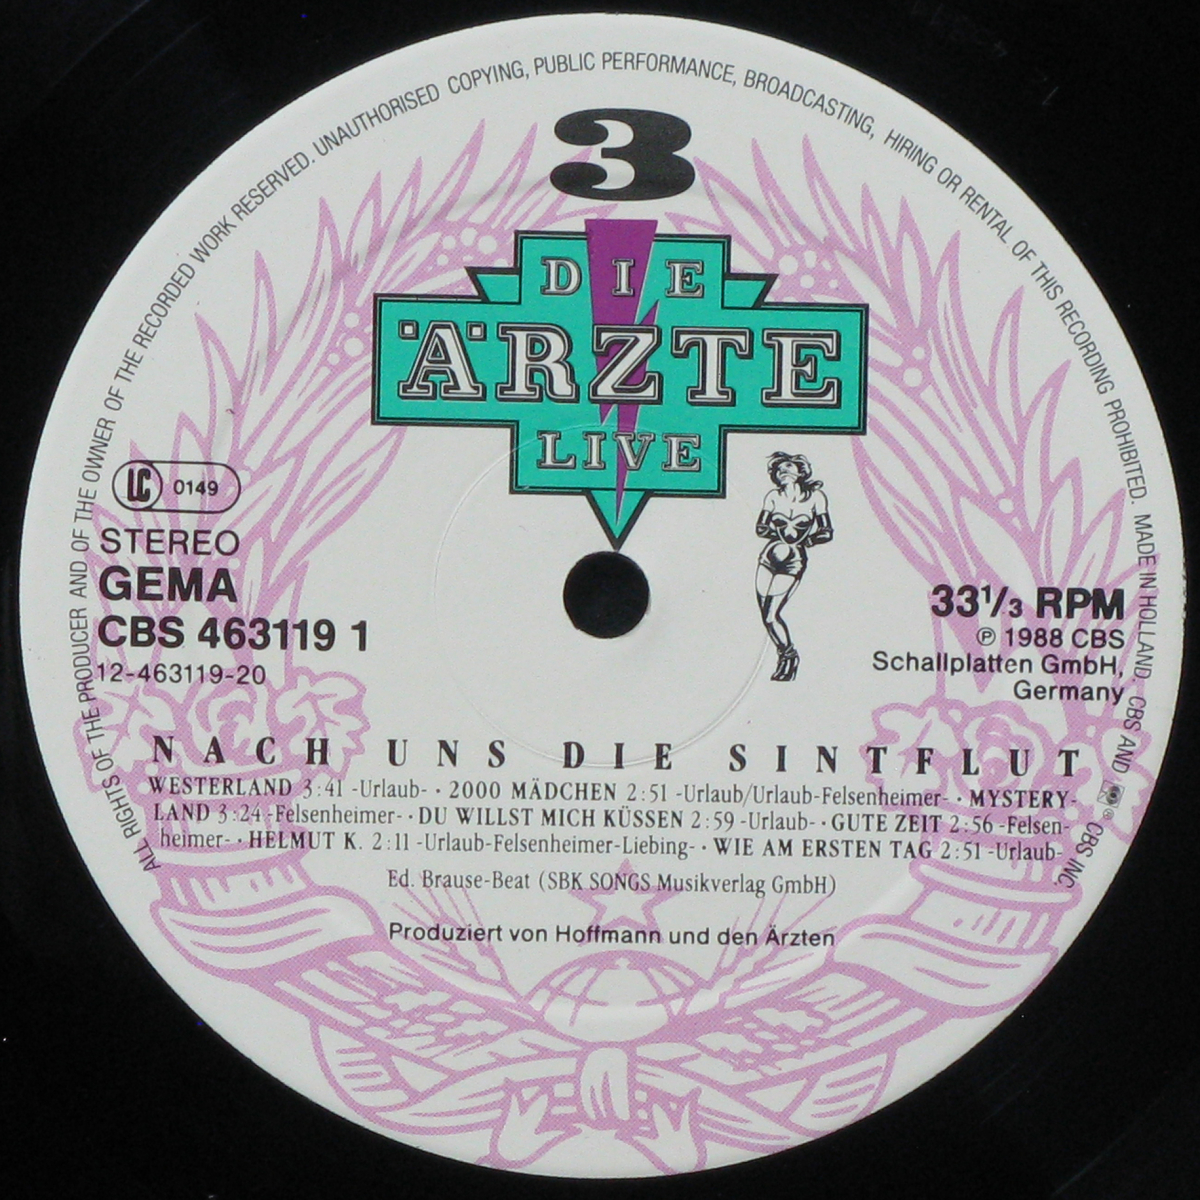 ALL RIGHTS OF THE PRODUCER AND OF THE OWNER OF THE RECORDED WORK RESERVED. UNAUTHORISED COPYING, PUBLIC PERFORMANCE, BROADCASTING, HIRING OR RENTAL OF THIS RECORDING PROHIBITED. MADE IN HOLLAND. CBS AND ® CBS INC.
3
DIE
ÄRZTE
LIVE
LC 0149
STEREO
GEMA
CBS 463119 1
12-463119-20
33¹/₃ RPM
℗ 1988 CBS
Schallplatten GmbH,
Germany
NACH UNS DIE SINTFLUT
WESTERLAND 3:41 -Urlaub- · 2000 MÄDCHEN 2:51 -Urlaub/Urlaub-Felsenheimer- · MYSTERY-
LAND 3:24 -Felsenheimer- · DU WILLST MICH KÜSSEN 2:59 -Urlaub- · GUTE ZEIT 2:56 -Felsen-
heimer- · HELMUT K. 2:11 -Urlaub-Felsenheimer-Liebing- · WIE AM ERSTEN TAG 2:51 -Urlaub-
Ed. Brause-Beat (SBK SONGS Musikverlag GmbH)
Produziert von Hoffmann und den Ärzten